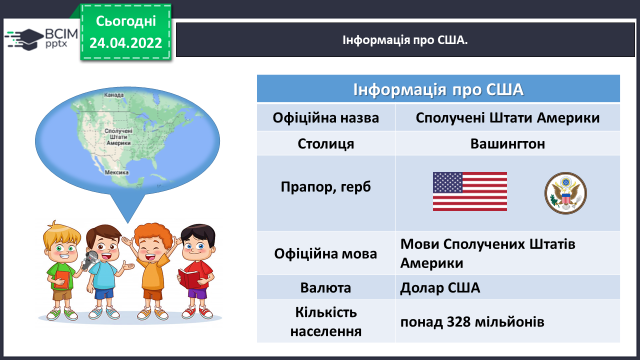 BCIM
pptx
Сьогодні
24.04.2022
Інформація про США.
Канада
Сполучені
Штати
Америки
Мексика
Інформація про США
Офіційна назва
Сполучені Штати Америки
Столиця
Вашингтон
Прапор, герб
Офіційна мова
Мови Сполучених Штатів
Америки
Валюта
Долар США
Кількість
населення
понад 328 мільйонів